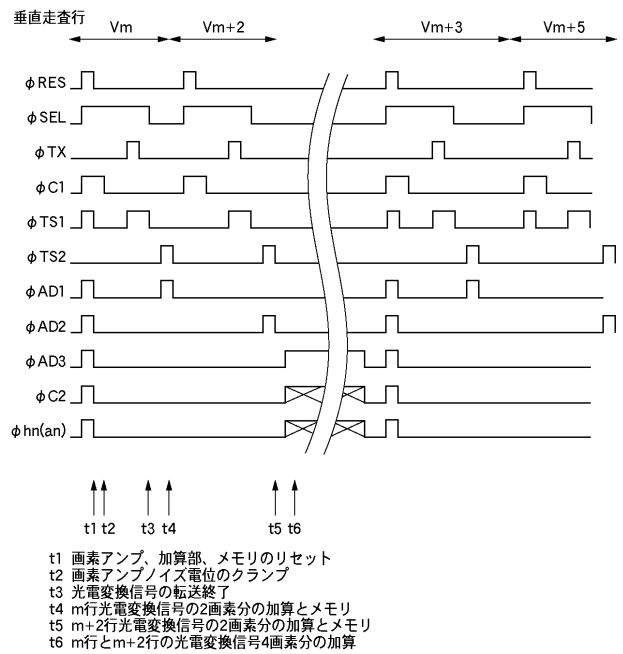 垂直走査行
Vm Vm+2 Vm+3 Vm+5
φRES
φSEL
φTX
φC1
φTS1
φTS2
φAD1
φAD2
φAD3
φC2
φhn(an)
t1 t2 t3 t4 t5 t6
t1 画素アンプ、加算部、メモリのリセット
t2 画素アンプノイズ電位のクランプ
t3 光電変換信号の転送終了
t4 m行光電変換信号の2画素分の加算とメモリ
t5 m+2行光電変換信号の2画素分の加算とメモリ
t6 m行とm+2行の光電変換信号4画素分の加算